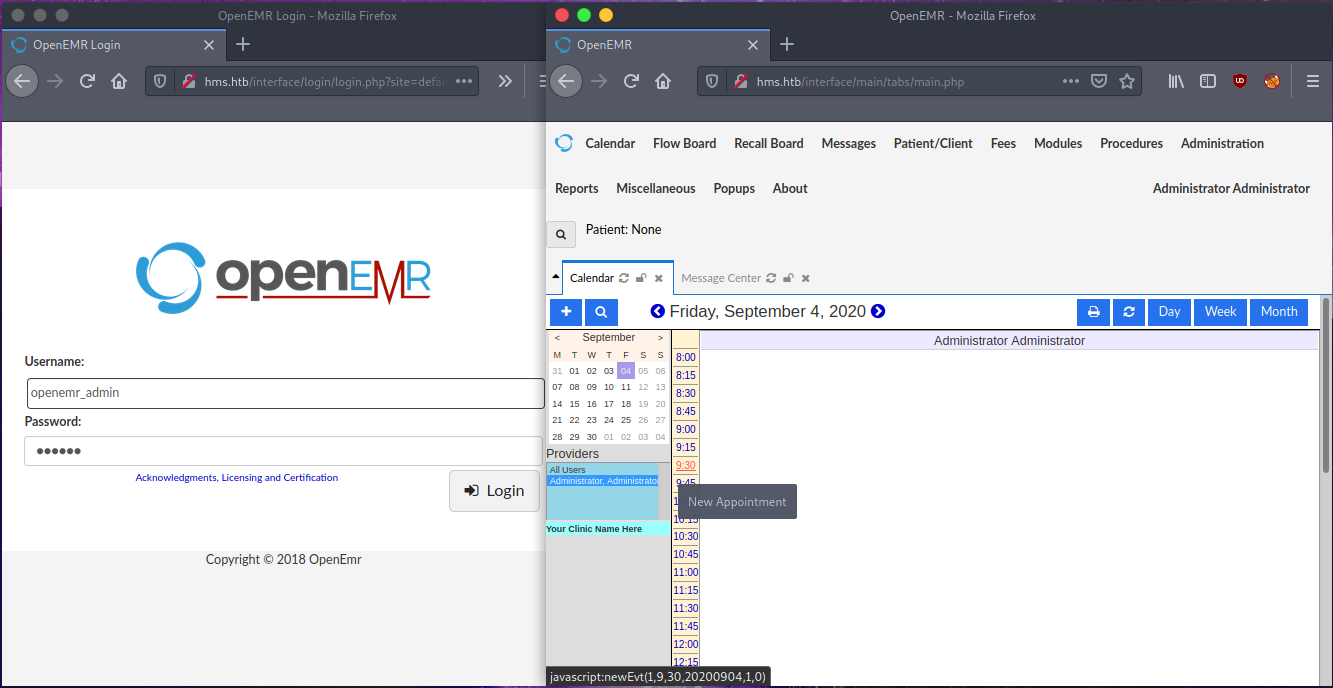 OpenEMR Login - Mozilla Firefox
OpenEMR Login
hms.htb/interface/login/login.php?site=defau
openEMR
Username:
openemr_admin
Password:
••••••
Acknowledgments, Licensing and Certification
Login
Copyright © 2018 OpenEmr
OpenEMR - Mozilla Firefox
OpenEMR
hms.htb/interface/main/tabs/main.php
Calendar Flow Board Recall Board Messages Patient/Client Fees Modules Procedures Administration
Reports Miscellaneous Popups About Administrator Administrator
Patient: None
Calendar Message Center
Friday, September 4, 2020 Day Week Month
< September >
M T W T F S S
31 01 02 03 04 05 06
07 08 09 10 11 12 13
14 15 16 17 18 19 20
21 22 23 24 25 26 27
28 29 30 01 02 03 04
Providers
All Users
Administrator, Administrator
Your Clinic Name Here
Administrator Administrator
8:00
8:15
8:30
8:45
9:00
9:15
9:30
9:45
New Appointment
10:15
10:30
10:45
11:00
11:15
11:30
11:45
12:00
12:15
javascript:newEvt(1,9,30,20200904,1,0)